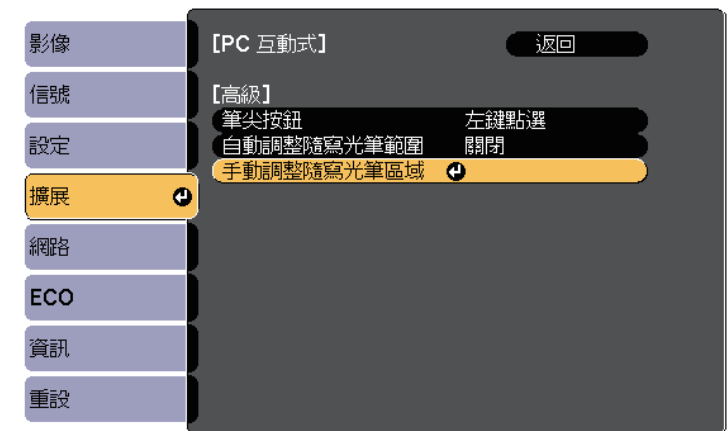 影像
信號
設定
擴展
網路
ECO
資訊
重設
[PC 互動式] 返回
[高級]
筆尖按鈕 左鍵點選
自動調整隨寫光筆範圍 關閉
手動調整隨寫光筆區域